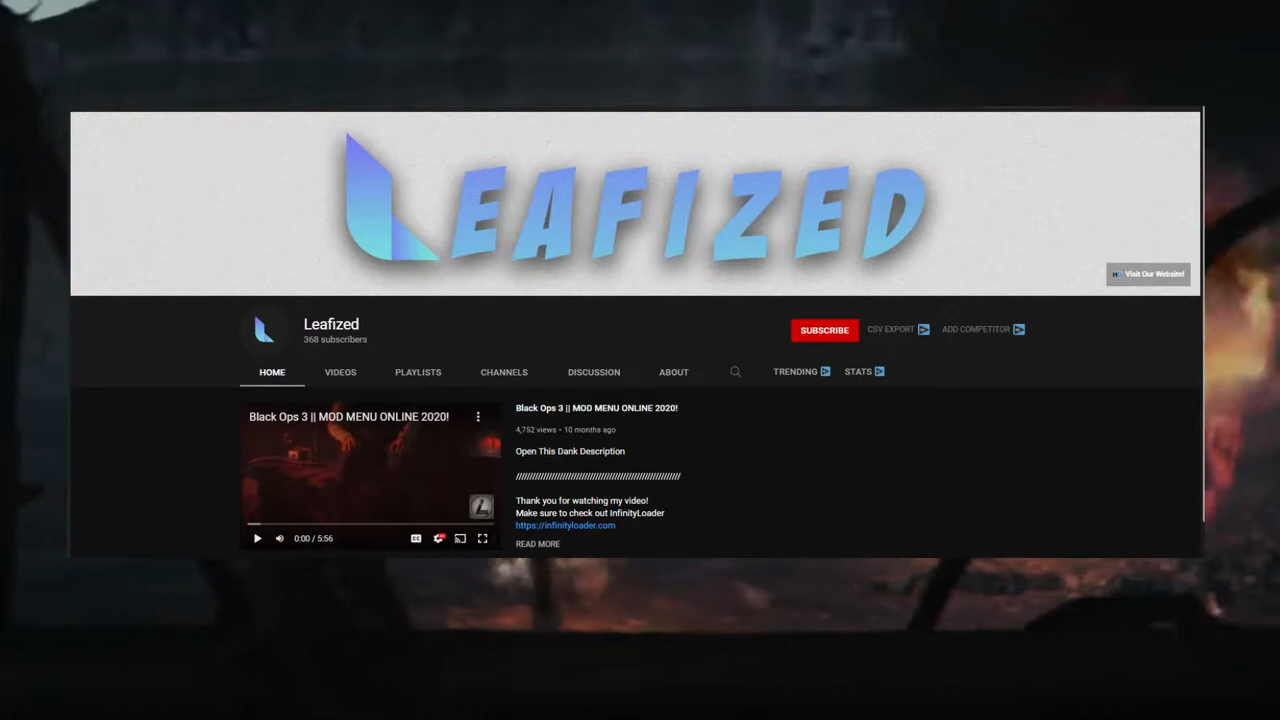 LEAFIZED
Visit Our Website!
Leafized
368 subscribers
SUBSCRIBE
CSV EXPORT
ADD COMPETITOR
HOME
VIDEOS
PLAYLISTS
CHANNELS
DISCUSSION
ABOUT
TRENDING
STATS
Black Ops 3 || MOD MENU ONLINE 2020!
0:00 / 5:56
Black Ops 3 || MOD MENU ONLINE 2020!
4,752 views • 10 months ago
Open This Dank Description
///////////////////////////////////////////////////////////
Thank you for watching my video!
Make sure to check out InfinityLoader
https://infinityloader.com
READ MORE